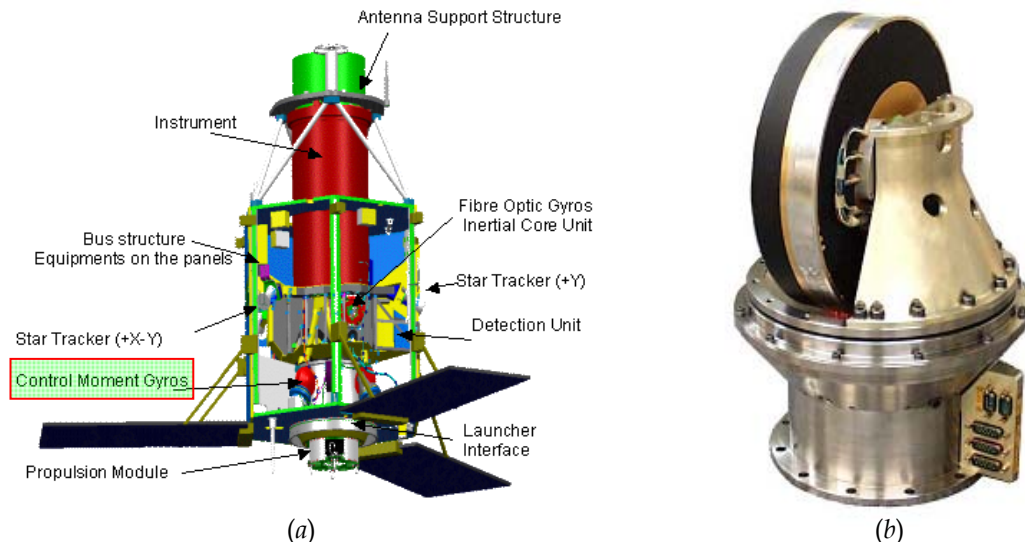 Antenna Support Structure
Instrument
Fibre Optic Gyros
Inertial Core Unit
Bus structure
Equipments on the panels
Star Tracker (+Y)
Star Tracker (+X-Y)
Detection Unit
Control Moment Gyros
Launcher
Interface
Propulsion Module
(a)
(b)